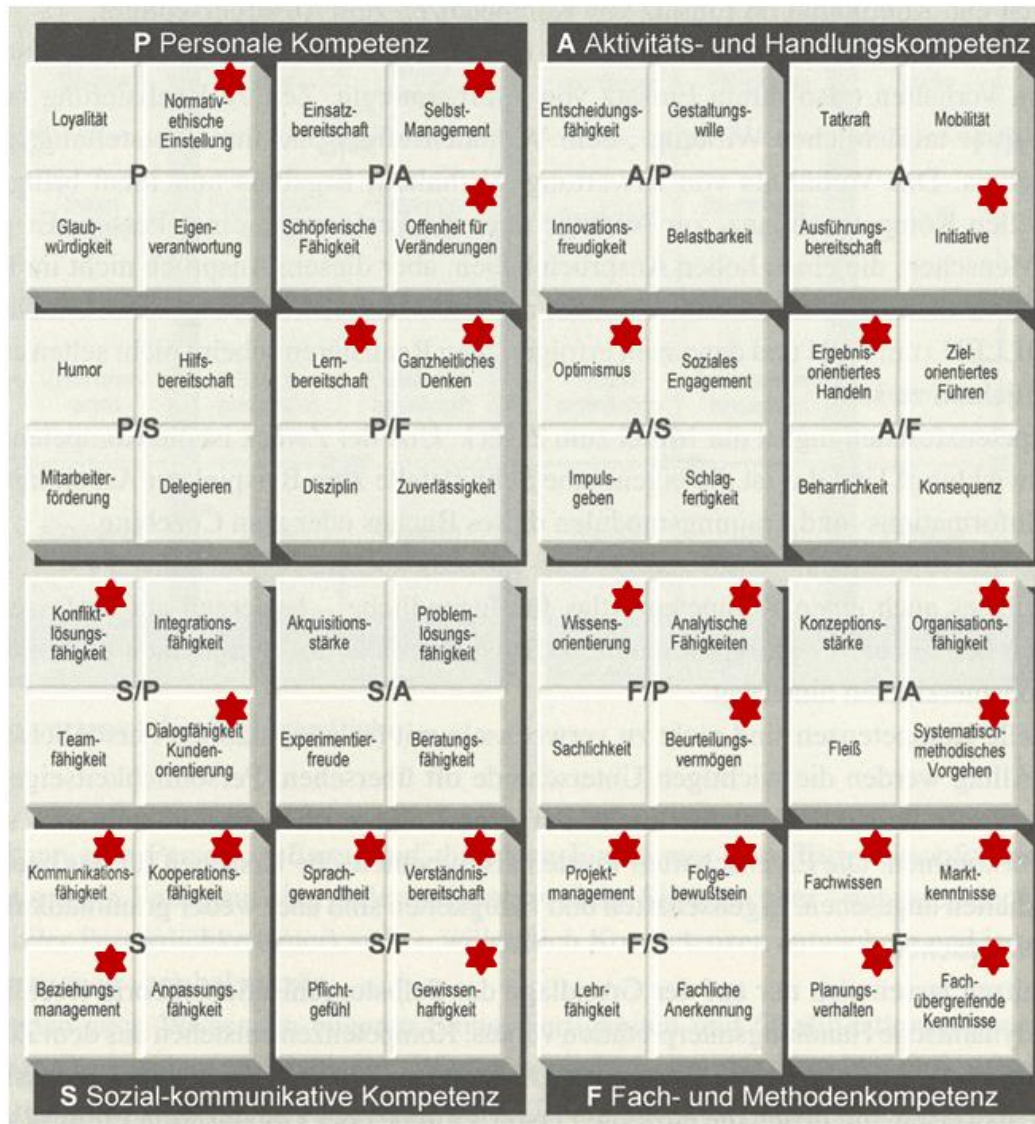 P Personale Kompetenz
A Aktivitäts- und Handlungskompetenz
Loyalität
Normativ-
ethische
Einstellung
P
Glaub-
würdigkeit
Eigen-
verantwortung
Einsatz-
bereitschaft
Selbst-
Management
P/A
Schöpferische
Fähigkeit
Offenheit für
Veränderungen
Entscheidungs-
fähigkeit
Gestaltungs-
wille
A/P
Innovations-
freudigkeit
Belastbarkeit
Tatkraft
Mobilität
A
Ausführungs-
bereitschaft
Initiative
Humor
Hilfs-
bereitschaft
P/S
Mitarbeiter-
förderung
Delegieren
Lern-
bereitschaft
Ganzheitliches
Denken
P/F
Disziplin
Zuverlässigkeit
Optimismus
Soziales
Engagement
A/S
Impuls-
geben
Schlag-
fertigkeit
Ergebnis-
orientiertes
Handeln
Ziel-
orientiertes
Führen
A/F
Beharrlichkeit
Konsequenz
Konflikt-
lösungs-
fähigkeit
Integrations-
fähigkeit
S/P
Team-
fähigkeit
Dialogfähigkeit
Kunden-
orientierung
Akquisitions-
stärke
Problem-
lösungs-
fähigkeit
S/A
Experimentier-
freude
Beratungs-
fähigkeit
Wissens-
orientierung
Analytische
Fähigkeiten
F/P
Sachlichkeit
Beurteilungs-
vermögen
Konzeptions-
stärke
Organisations-
fähigkeit
F/A
Fleiß
Systematisch-
methodisches
Vorgehen
Kommunikations-
fähigkeit
Kooperations-
fähigkeit
S
Beziehungs-
management
Anpassungs-
fähigkeit
Sprach-
gewandtheit
Verständnis-
bereitschaft
S/F
Pflicht-
gefühl
Gewissen-
haftigkeit
Projekt-
management
Folge-
bewußtsein
F/S
Lehr-
fähigkeit
Fachliche
Anerkennung
Fachwissen
Markt-
kenntnisse
F
Planungs-
verhalten
Fach-
übergreifende
Kenntnisse
S Sozial-kommunikative Kompetenz
F Fach- und Methodenkompetenz